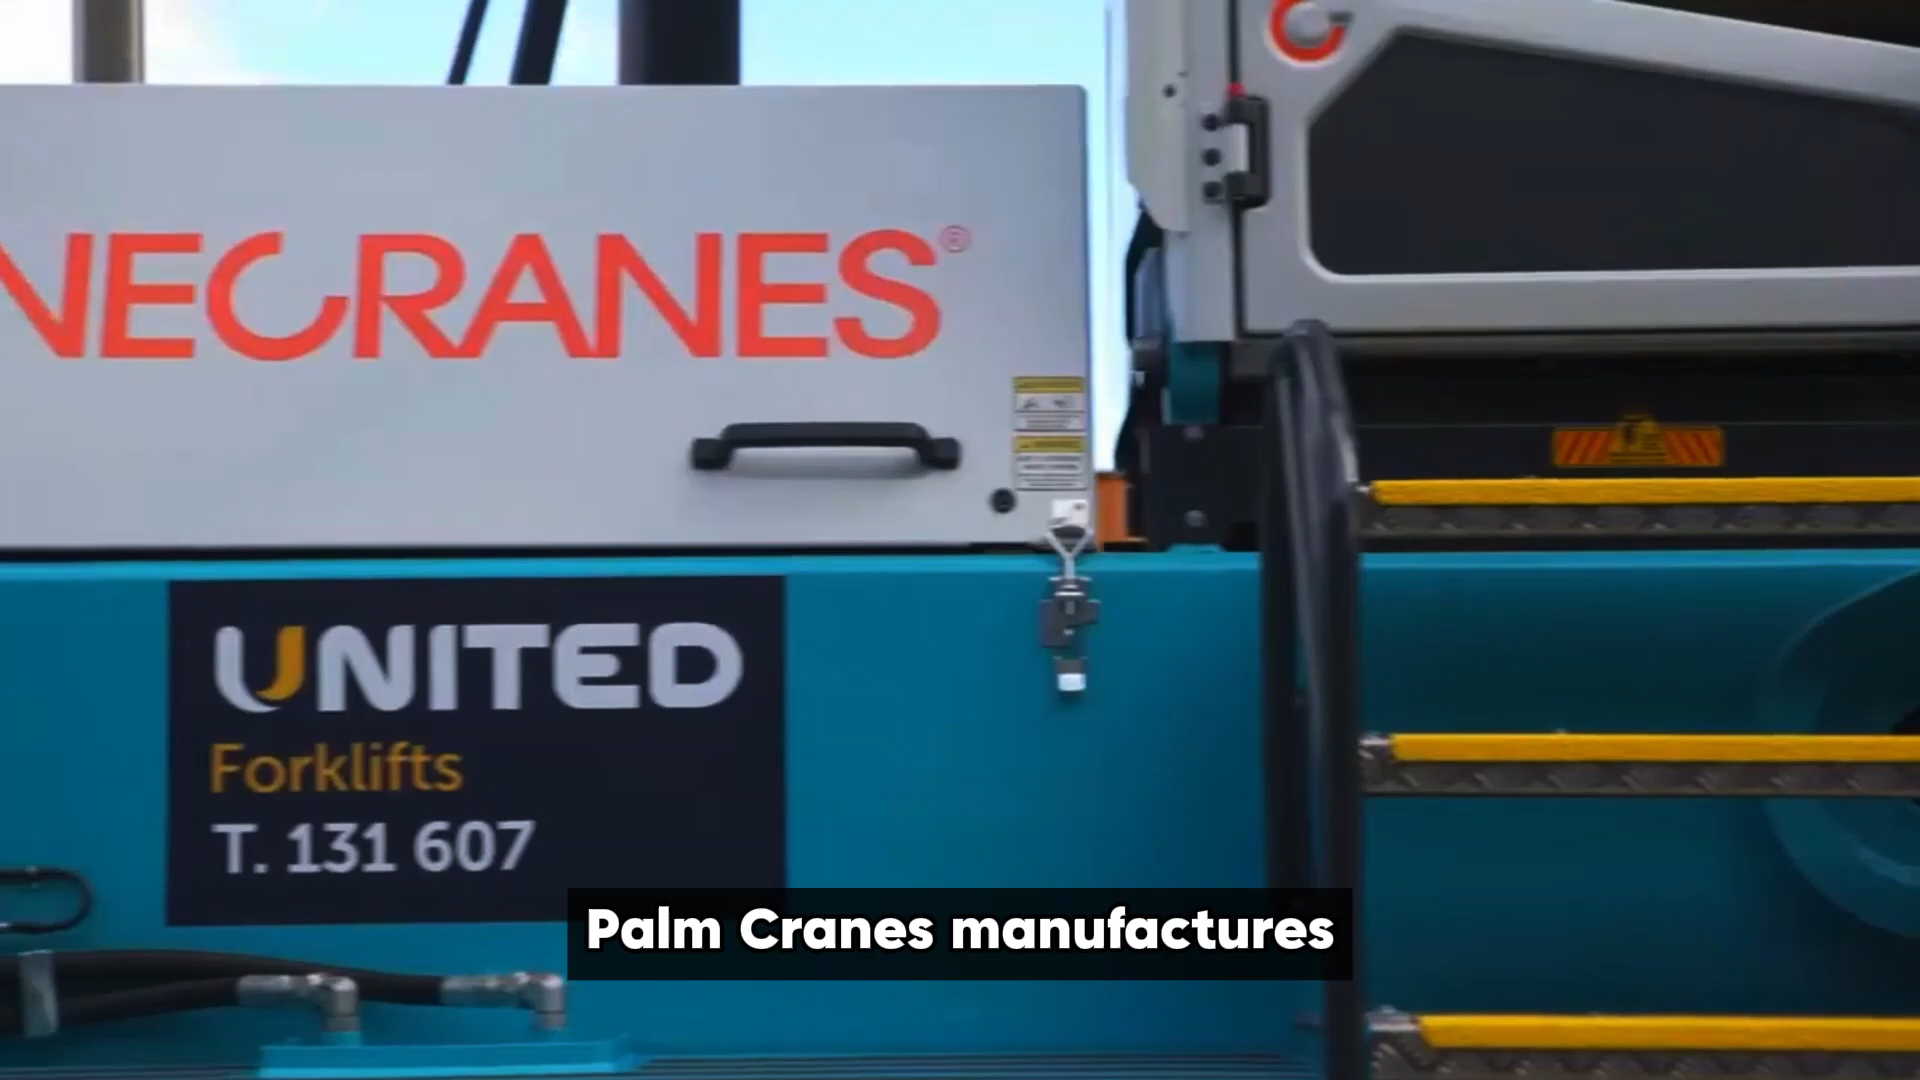 NECRANES®
UNITED
Forklifts
T. 131 607
Palm Cranes manufactures